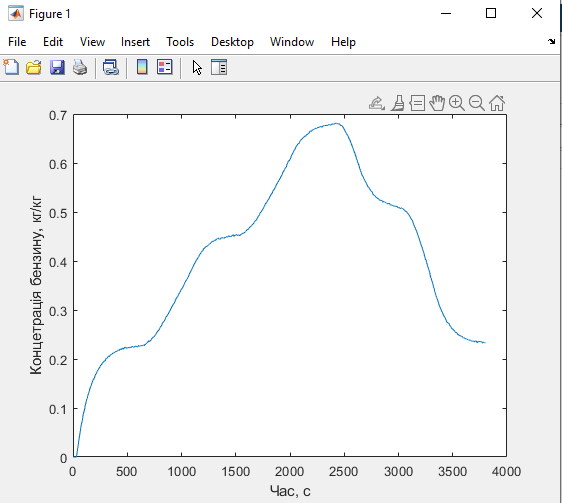 Figure 1
File Edit View Insert Tools Desktop Window Help
0.7
0.6
0.5
0.4
0.3
0.2
0.1
0
Концетрація бензину, кг/кг
0 500 1000 1500 2000 2500 3000 3500 4000
Час, с